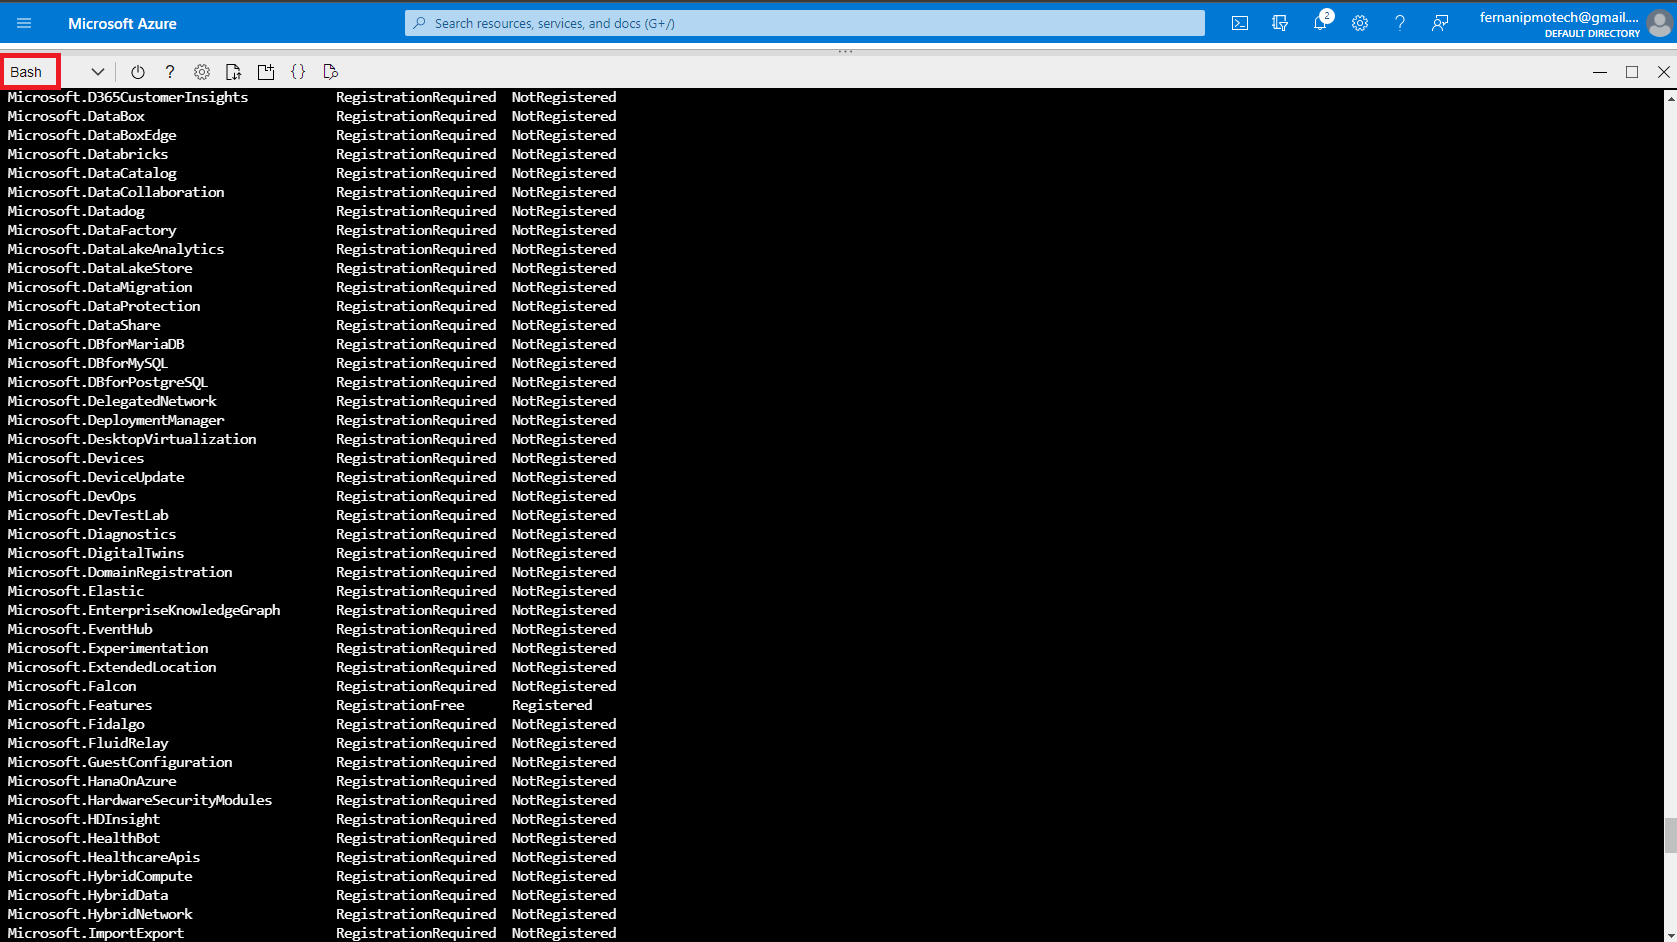 Microsoft Azure
Search resources, services, and docs (G+/)
2
fernanipmotech@gmail....
DEFAULT DIRECTORY
Bash
Microsoft.D365CustomerInsights RegistrationRequired NotRegistered
Microsoft.DataBox RegistrationRequired NotRegistered
Microsoft.DataBoxEdge RegistrationRequired NotRegistered
Microsoft.Databricks RegistrationRequired NotRegistered
Microsoft.DataCatalog RegistrationRequired NotRegistered
Microsoft.DataCollaboration RegistrationRequired NotRegistered
Microsoft.Datadog RegistrationRequired NotRegistered
Microsoft.DataFactory RegistrationRequired NotRegistered
Microsoft.DataLakeAnalytics RegistrationRequired NotRegistered
Microsoft.DataLakeStore RegistrationRequired NotRegistered
Microsoft.DataMigration RegistrationRequired NotRegistered
Microsoft.DataProtection RegistrationRequired NotRegistered
Microsoft.DataShare RegistrationRequired NotRegistered
Microsoft.DBforMariaDB RegistrationRequired NotRegistered
Microsoft.DBforMySQL RegistrationRequired NotRegistered
Microsoft.DBforPostgreSQL RegistrationRequired NotRegistered
Microsoft.DelegatedNetwork RegistrationRequired NotRegistered
Microsoft.DeploymentManager RegistrationRequired NotRegistered
Microsoft.DesktopVirtualization RegistrationRequired NotRegistered
Microsoft.Devices RegistrationRequired NotRegistered
Microsoft.DeviceUpdate RegistrationRequired NotRegistered
Microsoft.DevOps RegistrationRequired NotRegistered
Microsoft.DevTestLab RegistrationRequired NotRegistered
Microsoft.Diagnostics RegistrationRequired NotRegistered
Microsoft.DigitalTwins RegistrationRequired NotRegistered
Microsoft.DomainRegistration RegistrationRequired NotRegistered
Microsoft.Elastic RegistrationRequired NotRegistered
Microsoft.EnterpriseKnowledgeGraph RegistrationRequired NotRegistered
Microsoft.EventHub RegistrationRequired NotRegistered
Microsoft.Experimentation RegistrationRequired NotRegistered
Microsoft.ExtendedLocation RegistrationRequired NotRegistered
Microsoft.Falcon RegistrationRequired NotRegistered
Microsoft.Features RegistrationFree Registered
Microsoft.Fidalgo RegistrationRequired NotRegistered
Microsoft.FluidRelay RegistrationRequired NotRegistered
Microsoft.GuestConfiguration RegistrationRequired NotRegistered
Microsoft.HanaOnAzure RegistrationRequired NotRegistered
Microsoft.HardwareSecurityModules RegistrationRequired NotRegistered
Microsoft.HDInsight RegistrationRequired NotRegistered
Microsoft.HealthBot RegistrationRequired NotRegistered
Microsoft.HealthcareApis RegistrationRequired NotRegistered
Microsoft.HybridCompute RegistrationRequired NotRegistered
Microsoft.HybridData RegistrationRequired NotRegistered
Microsoft.HybridNetwork RegistrationRequired NotRegistered
Microsoft.ImportExport RegistrationRequired NotRegistered